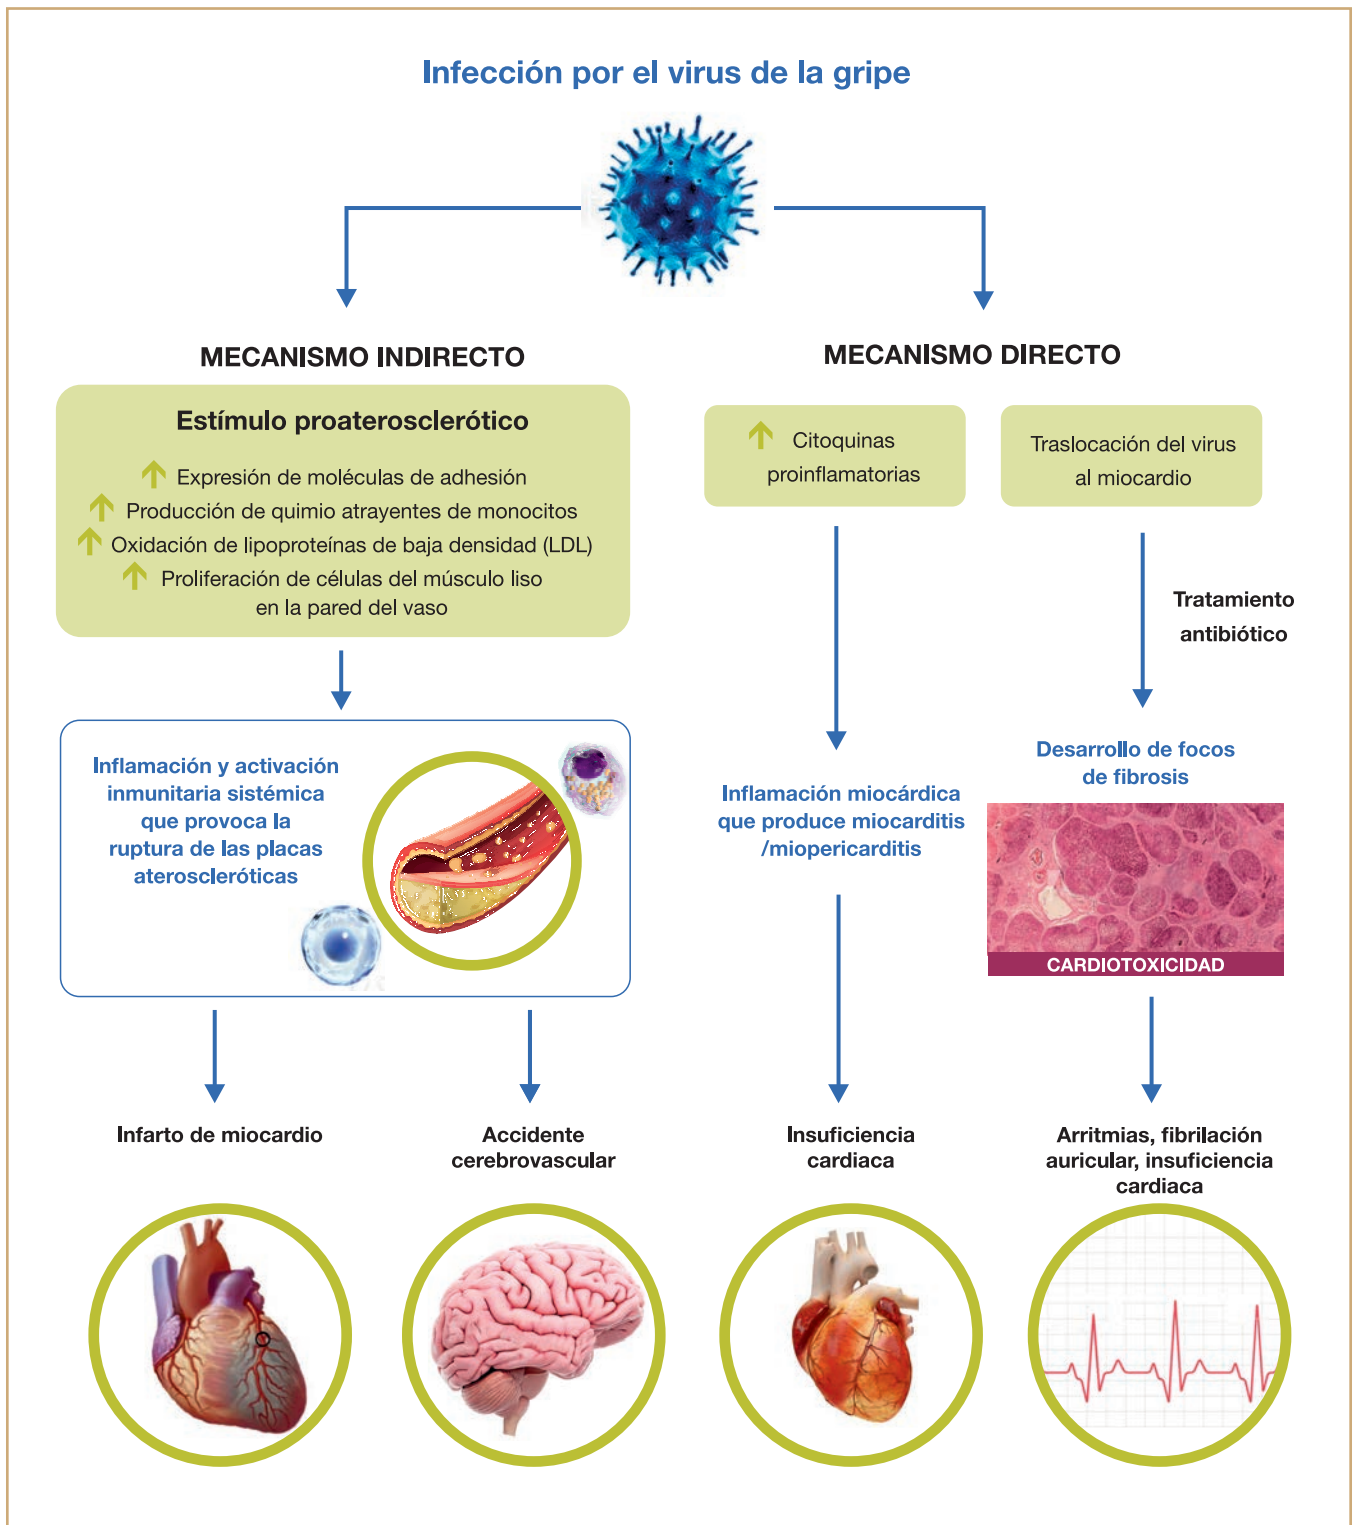 Infección por el virus de la gripe
MECANISMO INDIRECTO
Estímulo proaterosclerótico
Expresión de moléculas de adhesión
Producción de quimio atrayentes de monocitos
Oxidación de lipoproteínas de baja densidad (LDL)
Proliferación de células del músculo liso
en la pared del vaso
Inflamación y activación
inmunitaria sistémica
que provoca la
ruptura de las placas
ateroscleróticas
Infarto de miocardio
Accidente
cerebrovascular
MECANISMO DIRECTO
Citoquinas
proinflamatorias
Inflamación miocárdica
que produce miocarditis
/miopericarditis
Insuficiencia
cardiaca
Traslocación del virus
al miocardio
Tratamiento
antibiótico
Desarrollo de focos
de fibrosis
CARDIOTOXICIDAD
Arritmias, fibrilación
auricular, insuficiencia
cardiaca